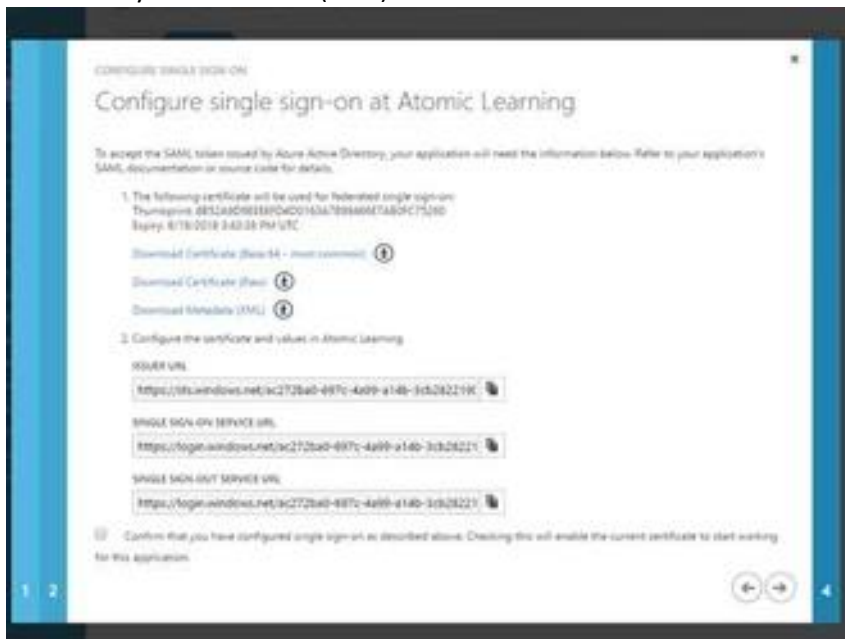 CONFIGURE SINGLE SIGN-ON
Configure single sign-on at Atomic Learning
To accept the SAML token issued by Azure Active Directory, your application will need the information below. Refer to your application's
SAML documentation or source code for details.
1. The following certificate will be used for federated single sign-on:
Thumbprint:
Expiry: PM UTC
Download Certificate (Base 64 - most common)
Download Certificate (Raw)
Download Metadata (XML)
2. Configure the certificate and values in Atomic Learning
ISSUER URL
SINGLE SIGN-ON SERVICE URL
SINGLE SIGN-OUT SERVICE URL
Confirm that you have configured single sign-on as described above. Checking this will enable the current certificate to start working
for this application.
1 2
4